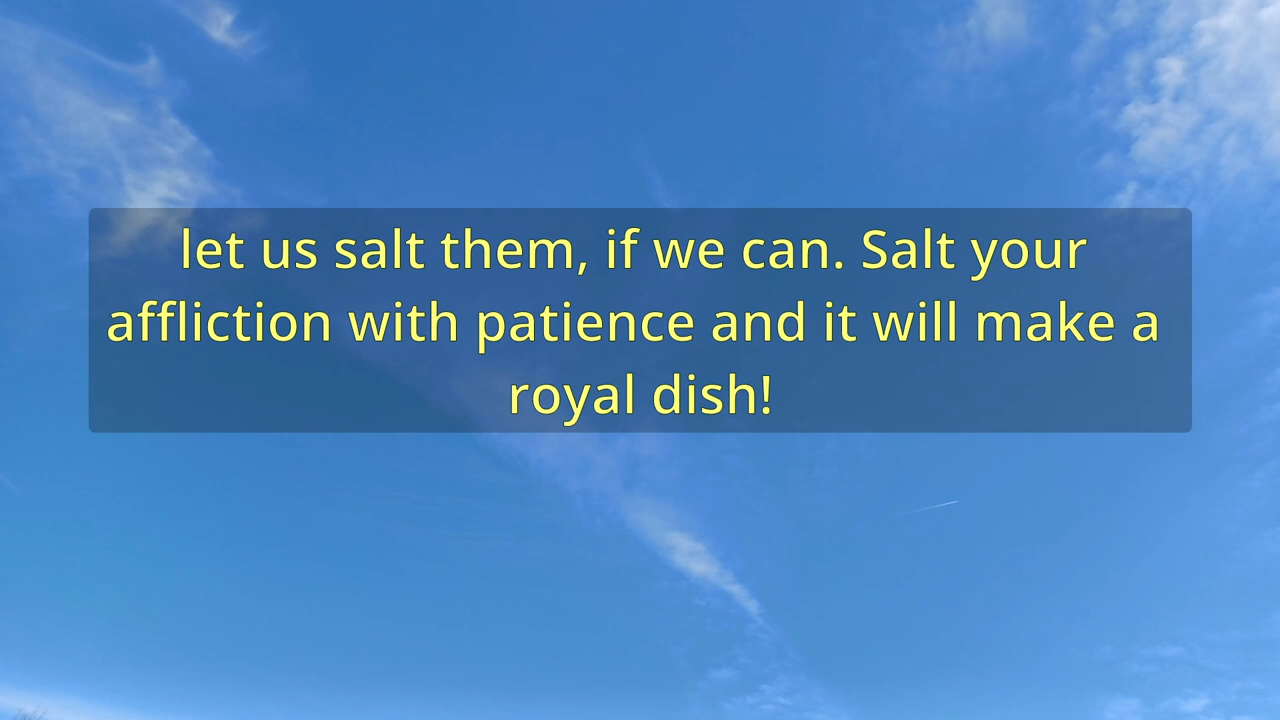 let us salt them, if we can. Salt your
affliction with patience and it will make a
royal dish!